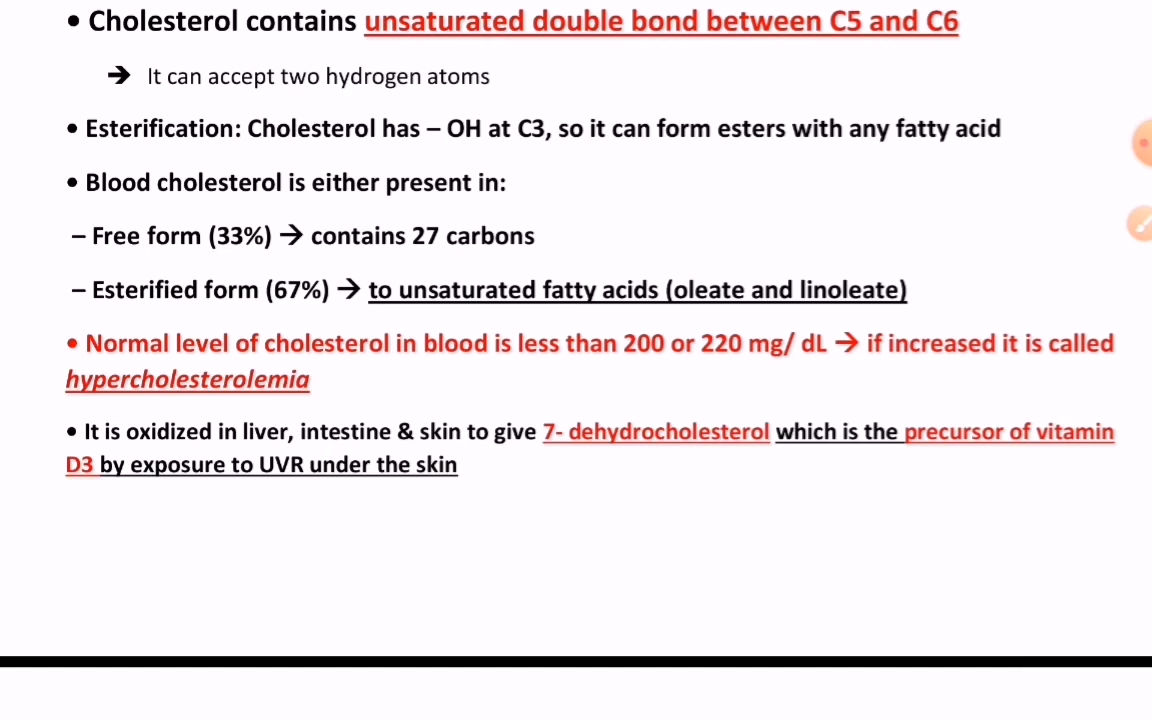 • Cholesterol contains unsaturated double bond between C5 and C6
➔ It can accept two hydrogen atoms
• Esterification: Cholesterol has – OH at C3, so it can form esters with any fatty acid
• Blood cholesterol is either present in:
– Free form (33%) → contains 27 carbons
– Esterified form (67%) → to unsaturated fatty acids (oleate and linoleate)
• Normal level of cholesterol in blood is less than 200 or 220 mg/ dL → if increased it is called
hypercholesterolemia
• It is oxidized in liver, intestine & skin to give 7- dehydrocholesterol which is the precursor of vitamin
D3 by exposure to UVR under the skin